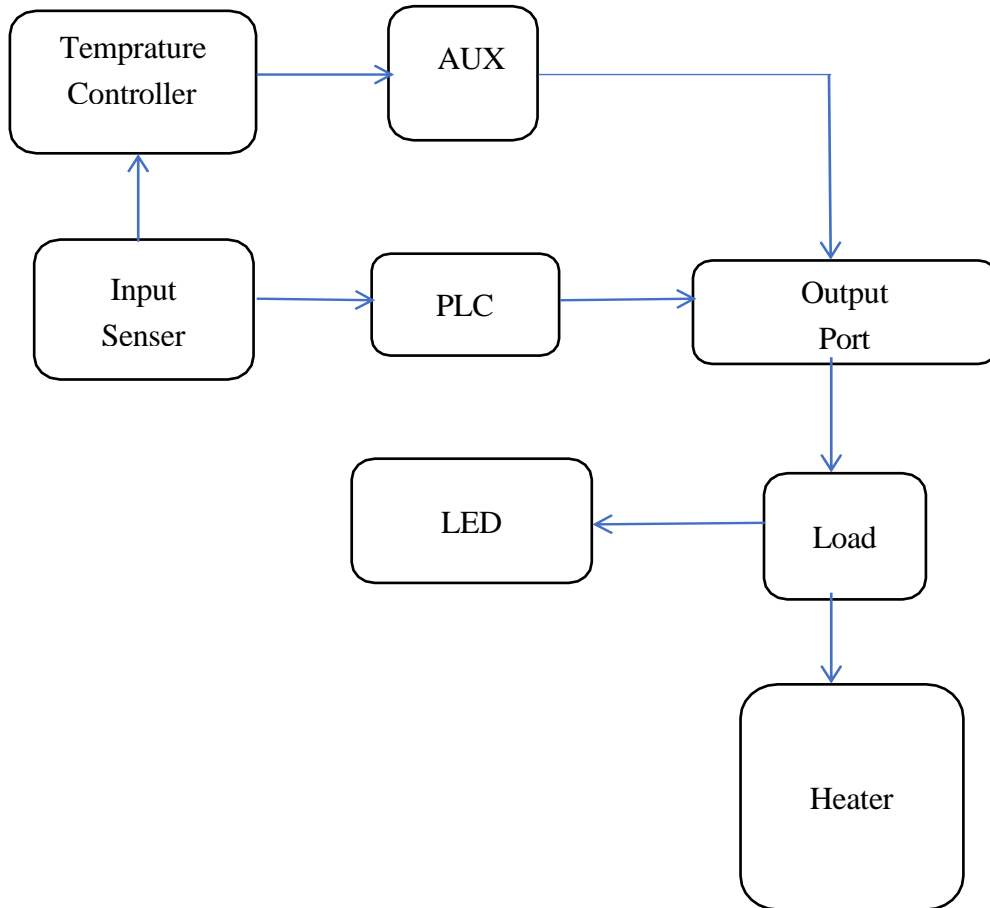 Temprature
Controller
AUX
Input
Senser
PLC
Output
Port
LED
Load
Heater